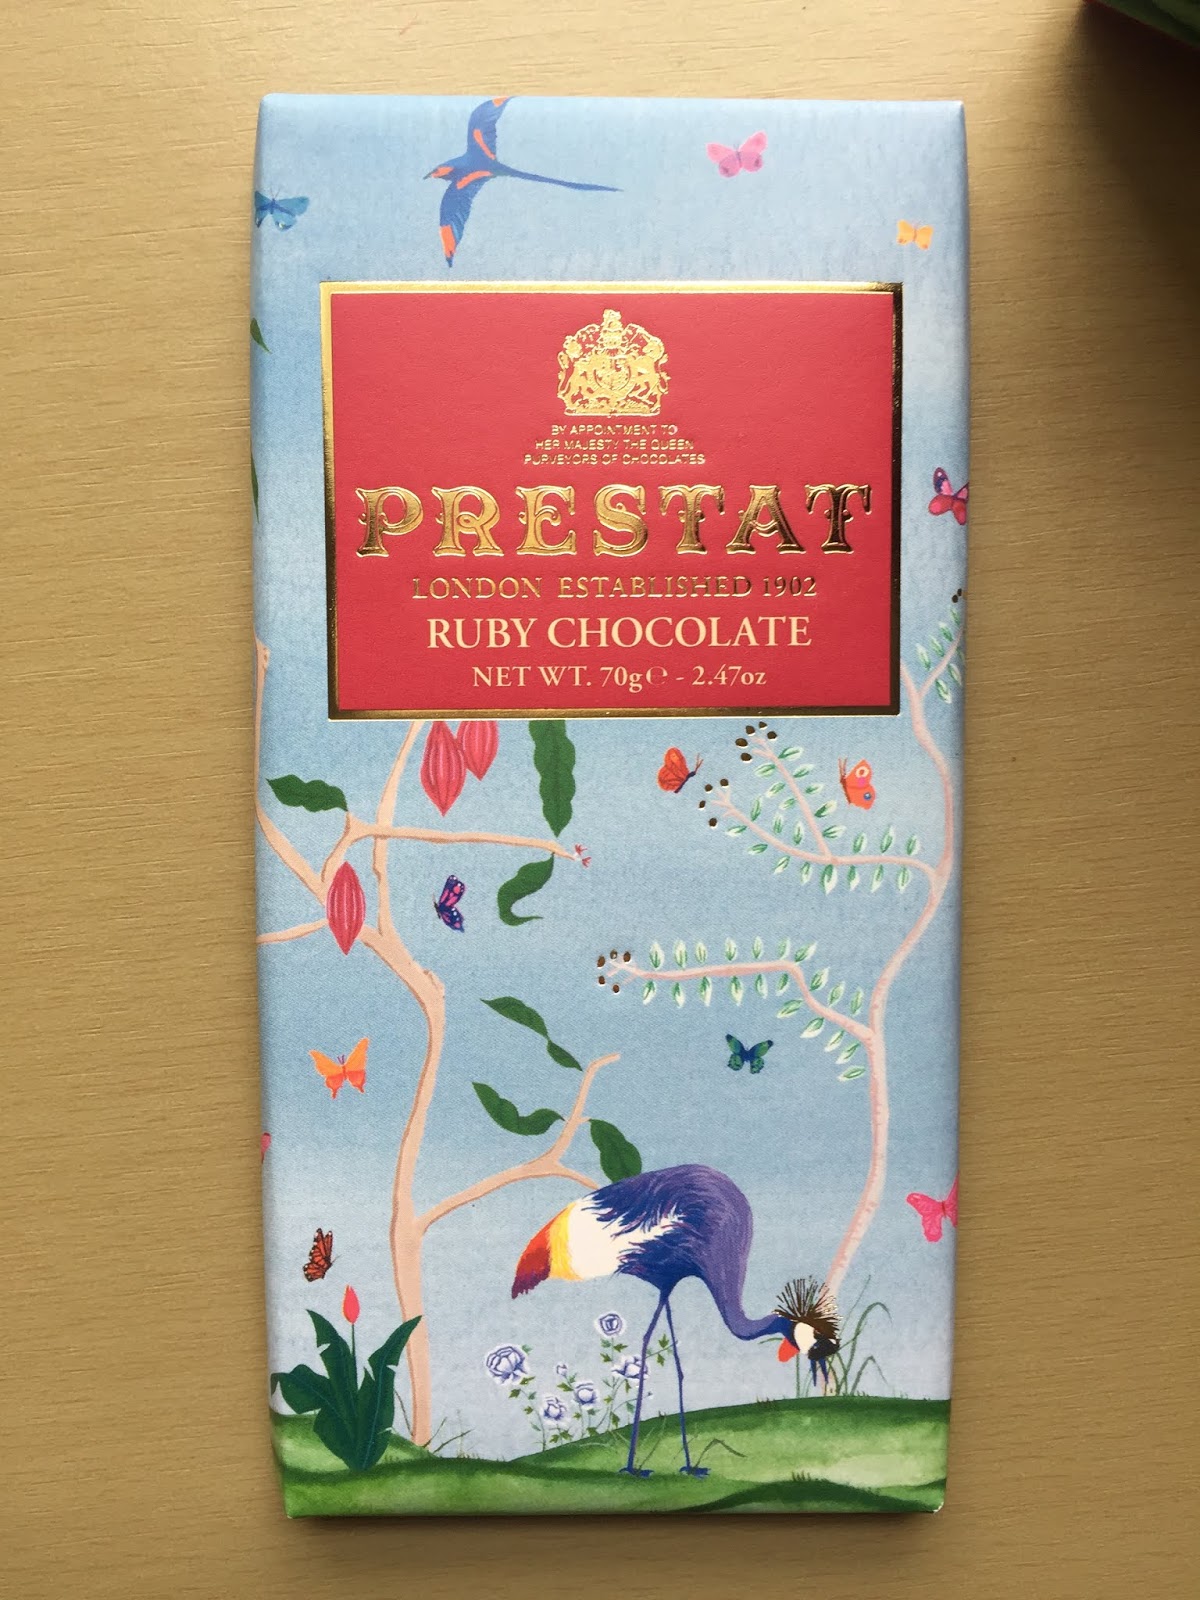 BY APPOINTMENT TO
HER MAJESTY THE QUEEN
PURVEYORS OF CHOCOLATES
PRESTAT
LONDON ESTABLISHED 1902
RUBY CHOCOLATE
NET WT. 70g℮ - 2.47oz